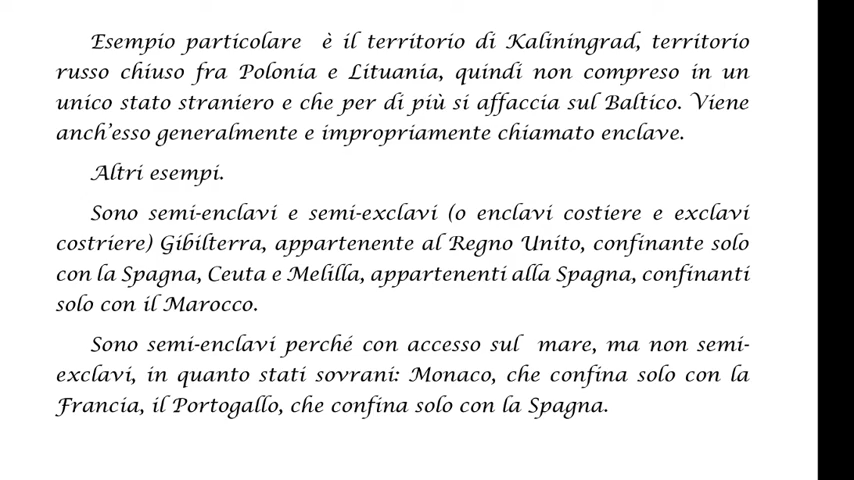 Esempio particolare è il territorio di Kaliningrad, territorio
russo chiuso fra Polonia e Lituania, quindi non compreso in un
unico stato straniero e che per di più si affaccia sul Baltico. Viene
anch'esso generalmente e impropriamente chiamato enclave.
Altri esempi.
Sono semi-enclavi e semi-exclavi (o enclavi costiere e exclavi
costriere) Gibilterra, appartenente al Regno Unito, confinante solo
con la Spagna, Ceuta e Melilla, appartenenti alla Spagna, confinanti
solo con il Marocco.
Sono semi-enclavi perché con accesso sul mare, ma non semi-
exclavi, in quanto stati sovrani: Monaco, che confina solo con la
Francia, il Portogallo, che confina solo con la Spagna.